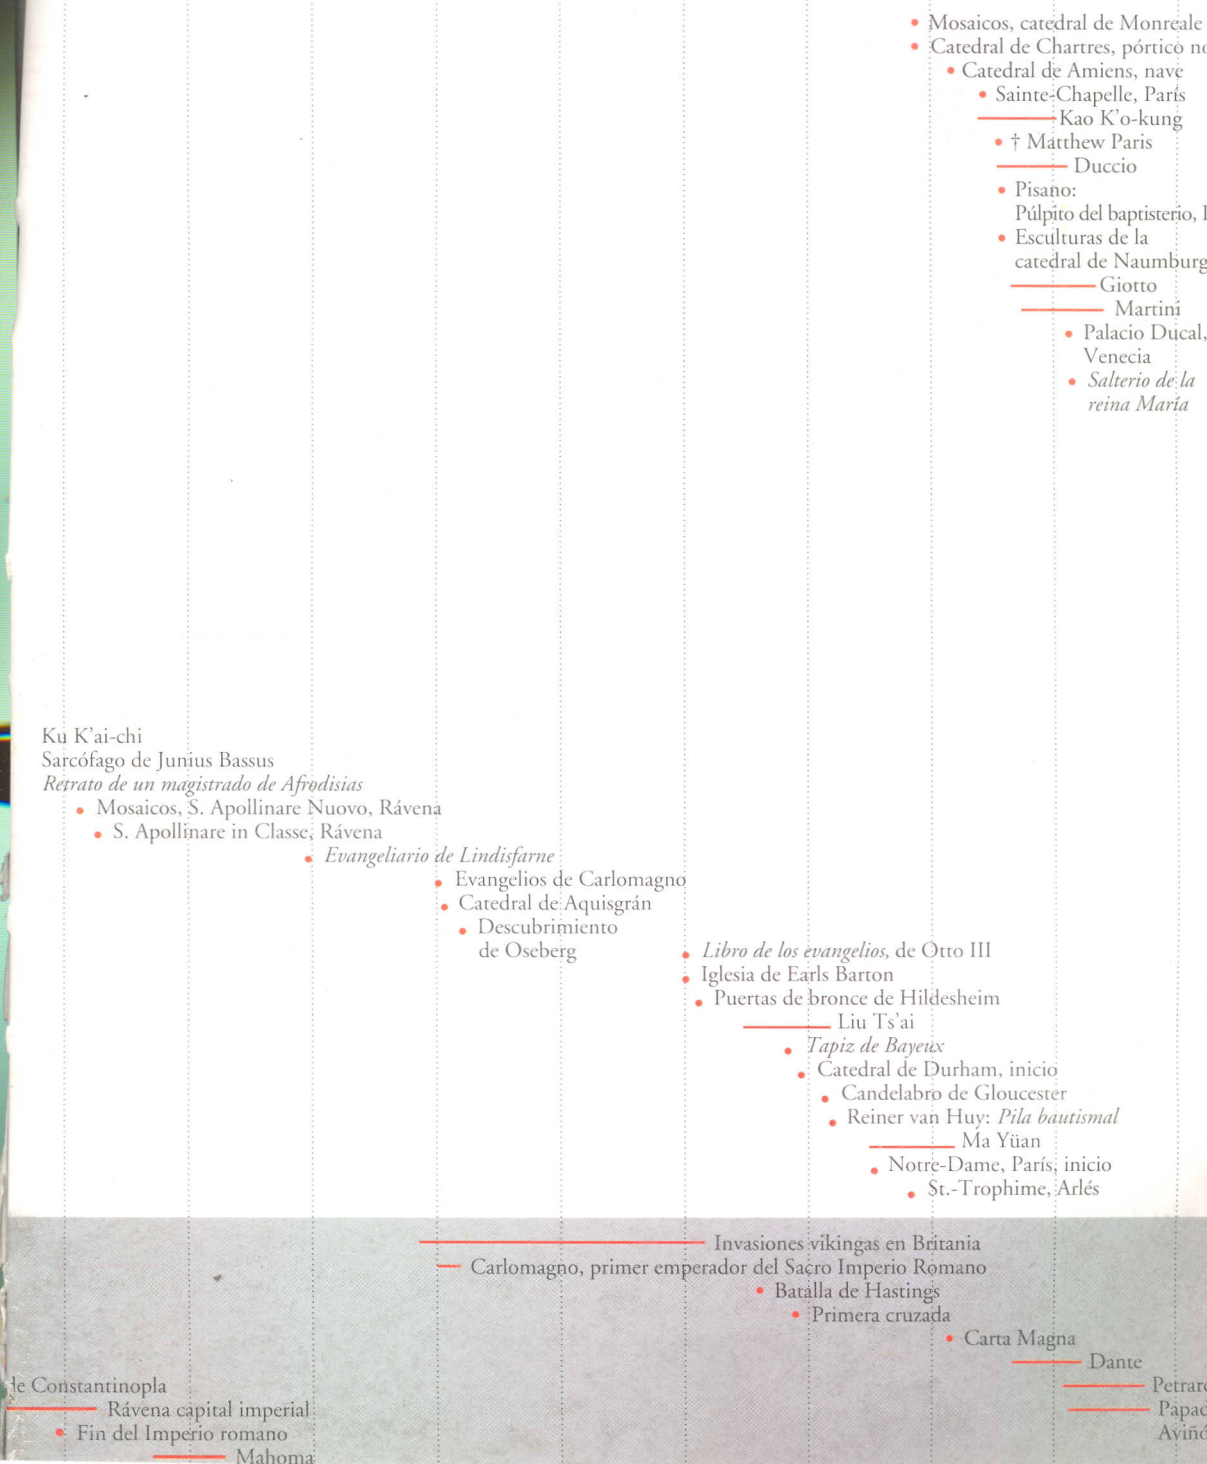 Mosaicos, catedral de Monreale
Catedral de Chartres, pórtico
Catedral de Amiens, nave
Sainte-Chapelle, París
Kao K'o-kung
† Matthew Paris
Duccio
Pisano:
Púlpito del baptisterio,
Esculturas de la
catedral de Naumburg
Giotto
Martini
Palacio Ducal,
Venecia
Salterio de la
reina María
Ku K'ai-chi
Sarcófago de Junius Bassus
Retrato de un magistrado de Afrodisias
Mosaicos, S. Apollinare Nuovo, Rávena
S. Apollinare in Classe, Rávena
Evangeliario de Lindisfarne
Evangelios de Carlomagno
Catedral de Aquisgrán
Descubrimiento
de Oseberg
Libro de los evangelios, de Otto III
Iglesia de Earls Barton
Puertas de bronce de Hildesheim
Liu Ts'ai
Tapiz de Bayeux
Catedral de Durham, inicio
Candelabro de Gloucester
Reiner van Huy: Pila bautismal
Ma Yüan
Notre-Dame, París, inicio
St.-Trophime, Arlés
Invasiones vikingas en Britania
Carlomagno, primer emperador del Sacro Imperio Romano
Batalla de Hastings
Primera cruzada
Carta Magna
Dante
de Constantinopla
Petrarc
Rávena capital imperial
Papad
Fin del Imperio romano
Aviñó
Mahoma